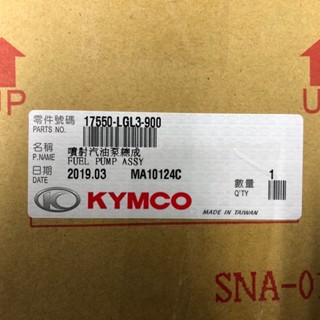 UP
零件號碼 17550-LGL3-900
PARTS NO.
名稱 噴射汽油泵總成
P.NAME FUEL PUMP ASSY
日期 2019.03 MA10124C 數量 1
DATE Q'TY
KYMCO
MADE IN TAIWAN
SNA-01